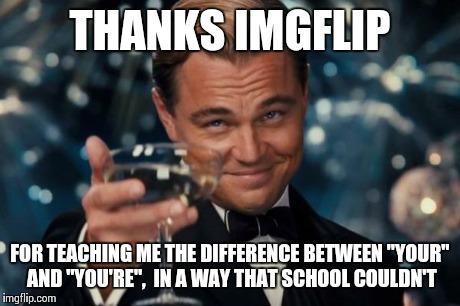 THANKS IMGFLIP
FOR TEACHING ME THE DIFFERENCE BETWEEN "YOUR"
AND "YOU'RE", IN A WAY THAT SCHOOL COULDN'T
imgflip.com